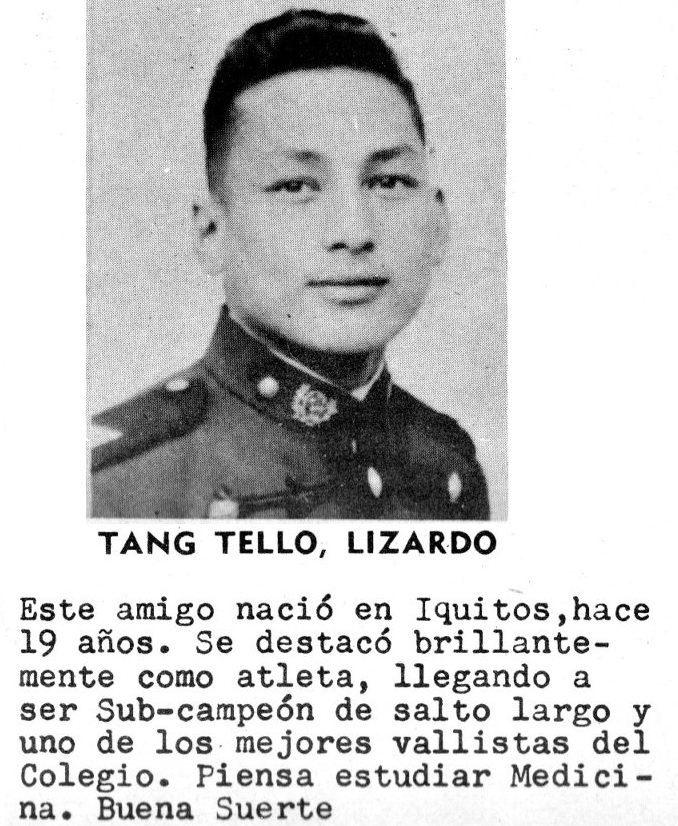 TANG TELLO, LIZARDO
Este amigo nació en Iquitos,hace
19 años. Se destacó brillante-
mente como atleta, llegando a
ser Sub-campeón de salto largo y
uno de los mejores vallistas del
Colegio. Piensa estudiar Medici-
na. Buena Suerte